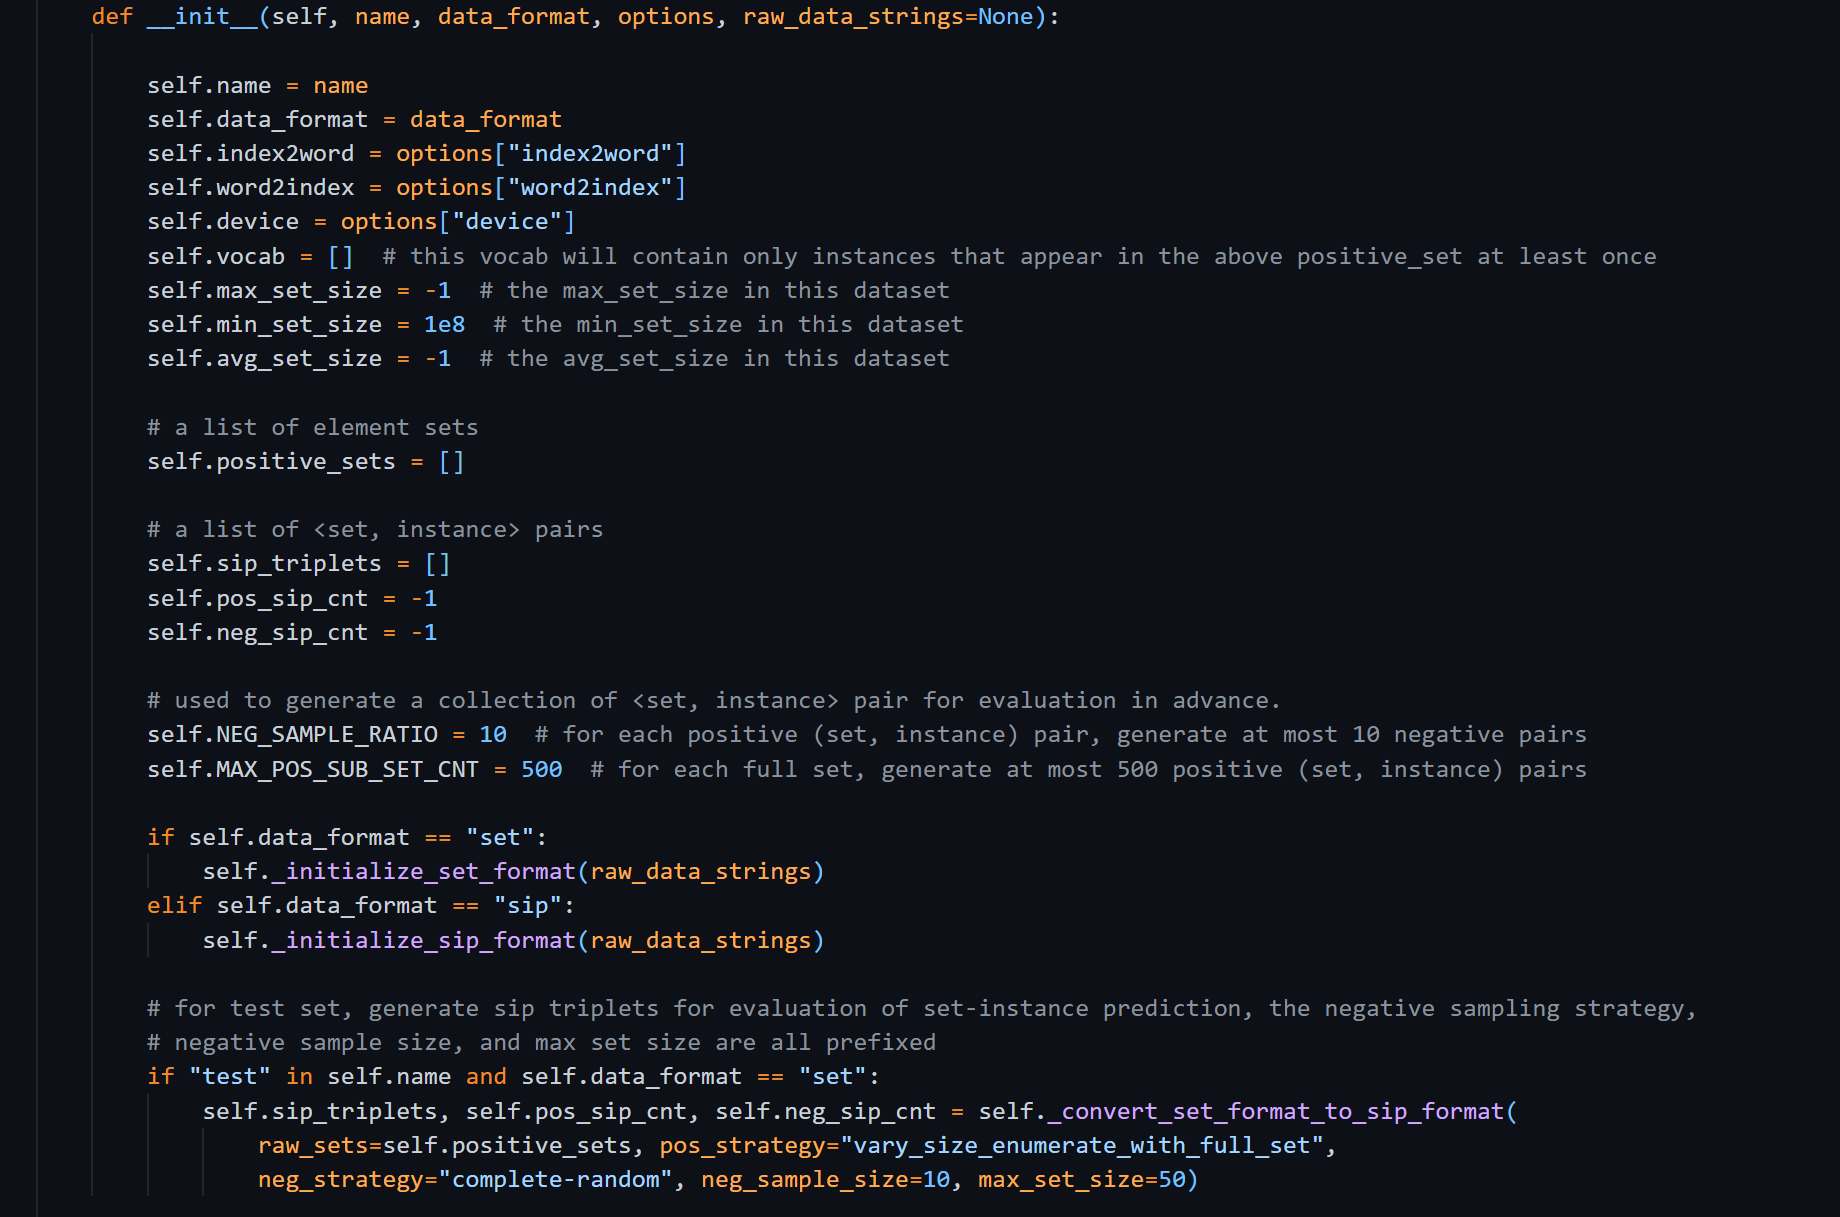 def __init__(self, name, data_format, options, raw_data_strings=None):
self.name = name
self.data_format = data_format
self.index2word = options["index2word"]
self.word2index = options["word2index"]
self.device = options["device"]
self.vocab = []  # this vocab will contain only instances that appear in the above positive_set at least once
self.max_set_size = -1  # the max_set_size in this dataset
self.min_set_size = 1e8  # the min_set_size in this dataset
self.avg_set_size = -1  # the avg_set_size in this dataset
# a list of element sets
self.positive_sets = []
# a list of <set, instance> pairs
self.sip_triplets = []
self.pos_sip_cnt = -1
self.neg_sip_cnt = -1
# used to generate a collection of <set, instance> pair for evaluation in advance.
self.NEG_SAMPLE_RATIO = 10  # for each positive (set, instance) pair, generate at most 10 negative pairs
self.MAX_POS_SUB_SET_CNT = 500  # for each full set, generate at most 500 positive (set, instance) pairs
if self.data_format == "set":
self._initialize_set_format(raw_data_strings)
elif self.data_format == "sip":
self._initialize_sip_format(raw_data_strings)
# for test set, generate sip triplets for evaluation of set-instance prediction, the negative sampling strategy,
# negative sample size, and max set size are all prefixed
if "test" in self.name and self.data_format == "set":
self.sip_triplets, self.pos_sip_cnt, self.neg_sip_cnt = self._convert_set_format_to_sip_format(
raw_sets=self.positive_sets, pos_strategy="vary_size_enumerate_with_full_set",
neg_strategy="complete-random", neg_sample_size=10, max_set_size=50)